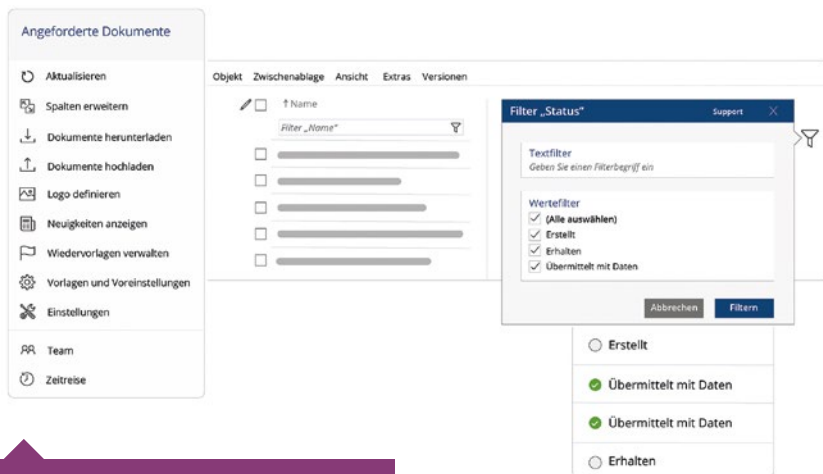 Angeforderte Dokumente
Aktualisieren
Spalten erweitern
Dokumente herunterladen
Dokumente hochladen
Logo definieren
Neuigkeiten anzeigen
Wiedervorlagen verwalten
Vorlagen und Voreinstellungen
Einstellungen
Team
Zeitreise
Objekt Zwischenablage Ansicht Extras Versionen
Name
Filter „Name“
Filter „Status“ Support X
Textfilter
Geben Sie einen Filterbegriff ein
Wertefilter
(Alle auswählen)
Erstellt
Erhalten
Übermittelt mit Daten
Abbrechen Filtern
Erstellt
Übermittelt mit Daten
Übermittelt mit Daten
Erhalten